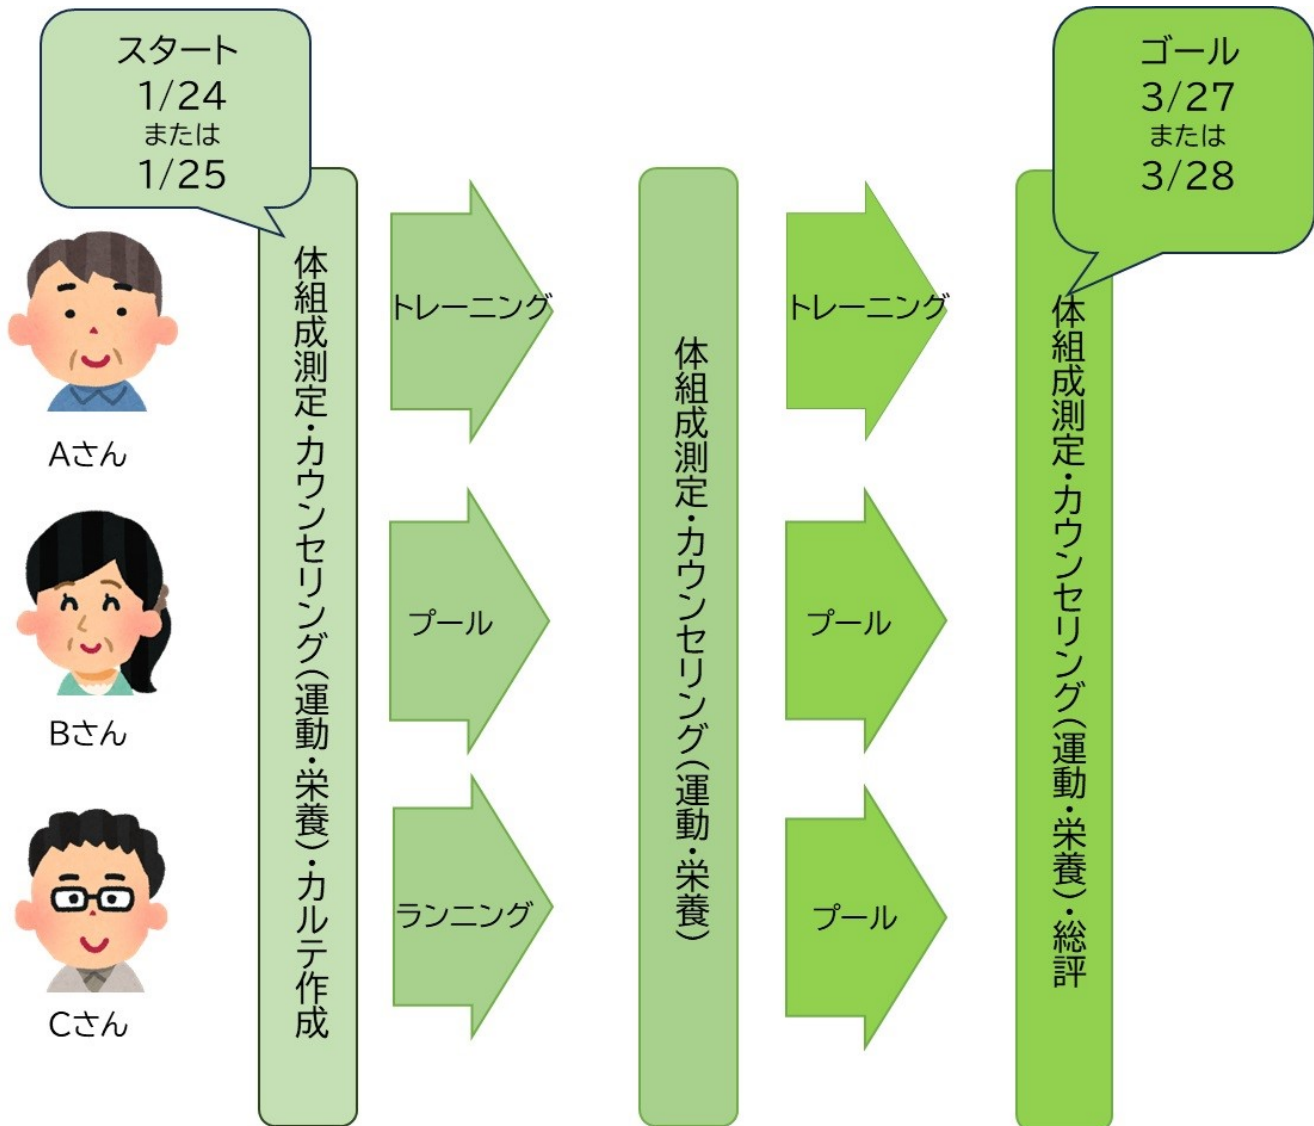 スタート
1/24
または
1/25
ゴール
3/27
または
3/28
体組成測定・カウンセリング(運動・栄養)・カルテ作成
体組成測定・カウンセリング(運動・栄養)
体組成測定・カウンセリング(運動・栄養)・総評
Aさん
トレーニング
トレーニング
Bさん
プール
プール
Cさん
ランニング
プール